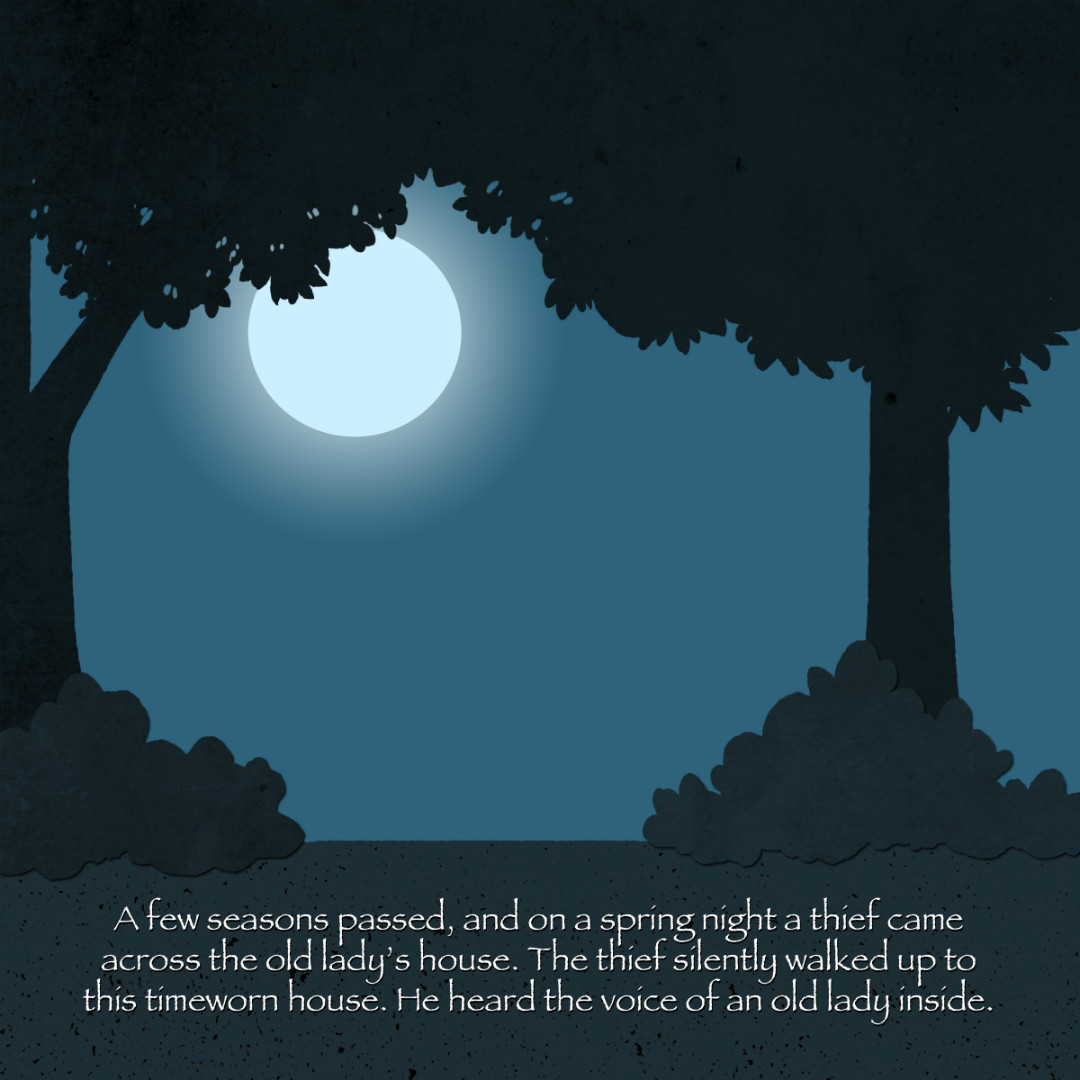 A few seasons passed, and on a spring night a thief came
across the old lady's house. The thief silently walked up to
this timeworn house. He heard the voice of an old lady inside.